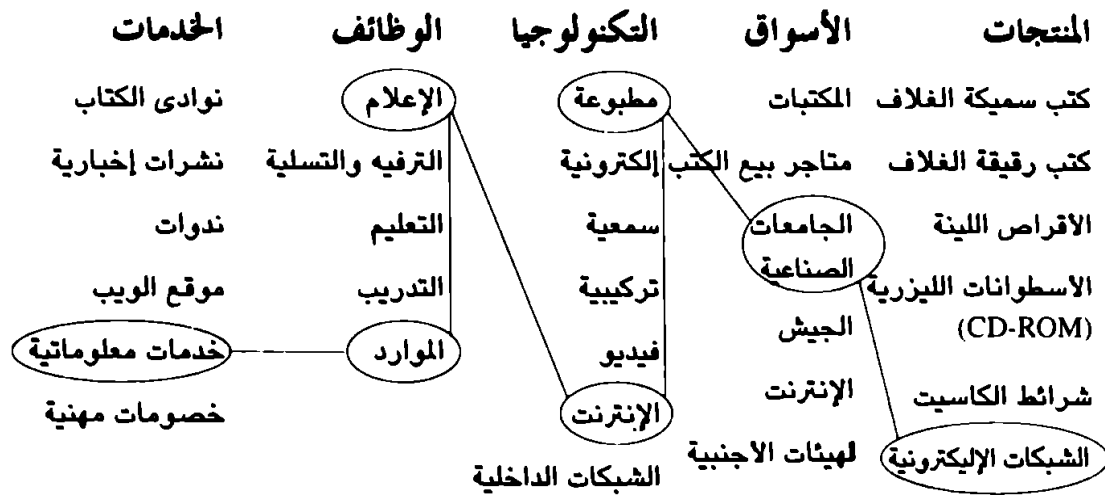 المنتجات
كتب سميكة الغلاف
كتب رقيقة الغلاف
الاقراص اللينة
الاسطوانات الليزرية
(CD-ROM)
شرائط الكاسيت
الشبكات الإليكترونية
الأسواق
المكتبات
متاجر بيع الكتب
الجامعات
الصناعية
الجيش
الإنترنت
لهيئات الاجنبية
التكنولوجيا
مطبوعة
إلكترونية
سمعية
تركيبية
فيديو
الإنترنت
الشبكات الداخلية
الوظائف
الإعلام
الترفيه والتسلية
التعليم
التدريب
الموارد
الخدمات
نوادى الكتاب
نشرات إخبارية
ندوات
موقع الويب
خدمات معلوماتية
خصومات مهنية